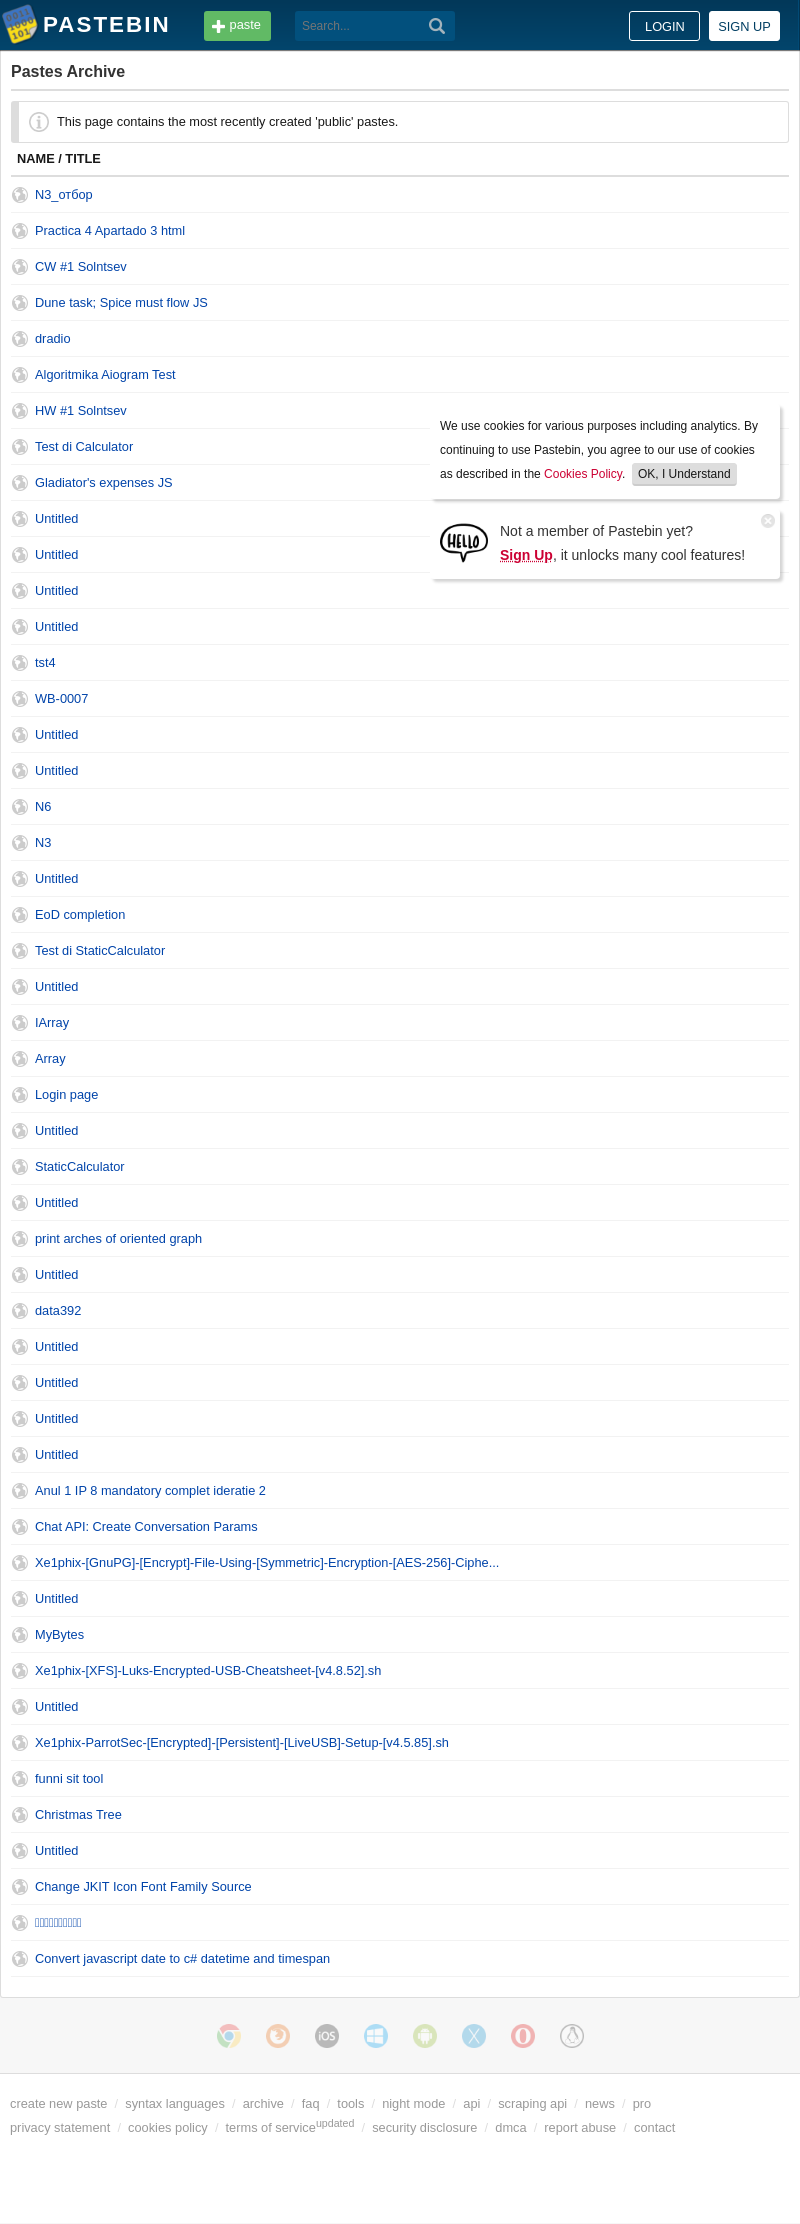 PASTEBIN
paste
Search...
LOGIN
SIGN UP
Pastes Archive
This page contains the most recently created 'public' pastes.
NAME / TITLE
N3_отбор
Practica 4 Apartado 3 html
CW #1 Solntsev
Dune task; Spice must flow JS
dradio
Algoritmika Aiogram Test
HW #1 Solntsev
Test di Calculator
Gladiator's expenses JS
We use cookies for various purposes including analytics. By
continuing to use Pastebin, you agree to our use of cookies
as described in the Cookies Policy. OK, I Understand
HELLO
Not a member of Pastebin yet?
Sign Up, it unlocks many cool features!
Untitled
Untitled
Untitled
Untitled
tst4
WB-0007
Untitled
Untitled
N6
N3
Untitled
EoD completion
Test di StaticCalculator
Untitled
IArray
Array
Login page
Untitled
StaticCalculator
Untitled
print arches of oriented graph
Untitled
data392
Untitled
Untitled
Untitled
Untitled
Anul 1 IP 8 mandatory complet ideratie 2
Chat API: Create Conversation Params
Xe1phix-[GnuPG]-[Encrypt]-File-Using-[Symmetric]-Encryption-[AES-256]-Ciphe...
Untitled
MyBytes
Xe1phix-[XFS]-Luks-Encrypted-USB-Cheatsheet-[v4.8.52].sh
Untitled
Xe1phix-ParrotSec-[Encrypted]-[Persistent]-[LiveUSB]-Setup-[v4.5.85].sh
funni sit tool
Christmas Tree
Untitled
Change JKIT Icon Font Family Source
Convert javascript date to c# datetime and timespan
iOS
create new paste / syntax languages / archive / faq / tools / night mode / api / scraping api / news / pro
privacy statement / cookies policy / terms of service updated / security disclosure / dmca / report abuse / contact